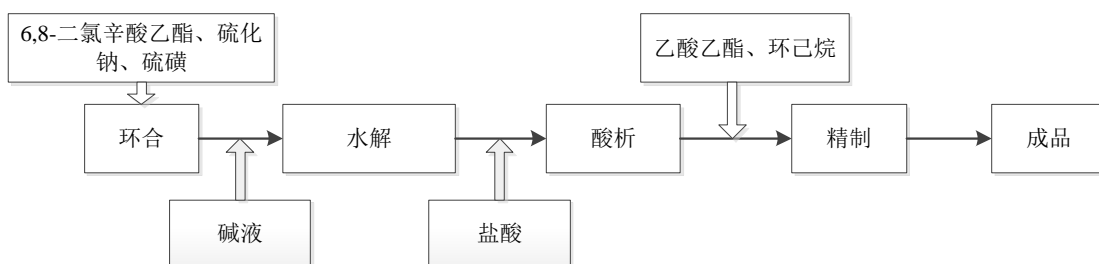 6,8-二氯辛酸乙酯、硫化
钠、硫磺
乙酸乙酯、环己烷
环合
水解
酸析
精制
成品
碱液
盐酸